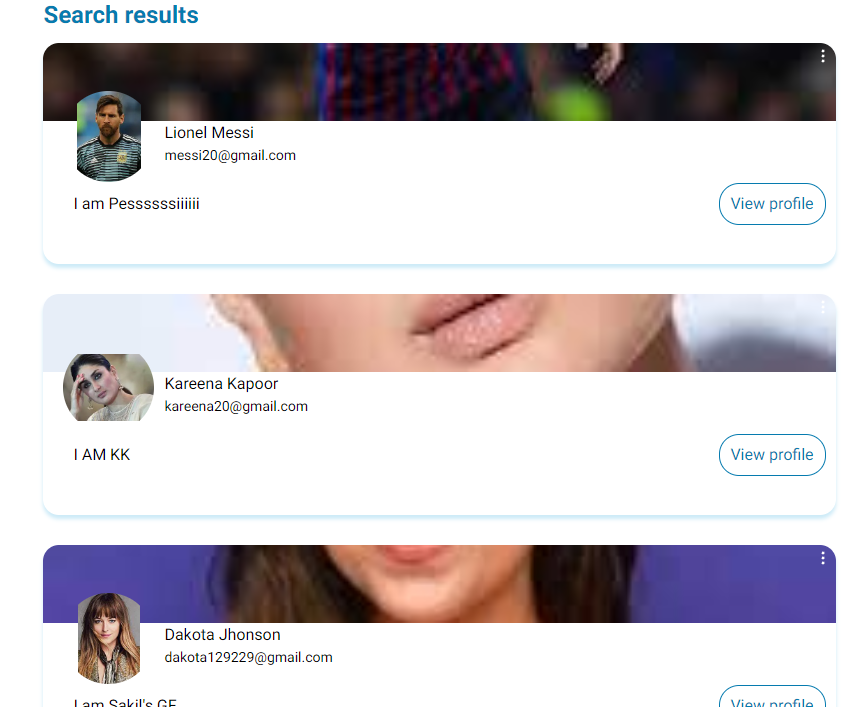 Search results
Lionel Messi
messi20@gmail.com
I am Pessssssiiiiii
View profile
Kareena Kapoor
kareena20@gmail.com
I AM KK
View profile
Dakota Jhonson
dakota129229@gmail.com
I am Sakil's GF
View profile